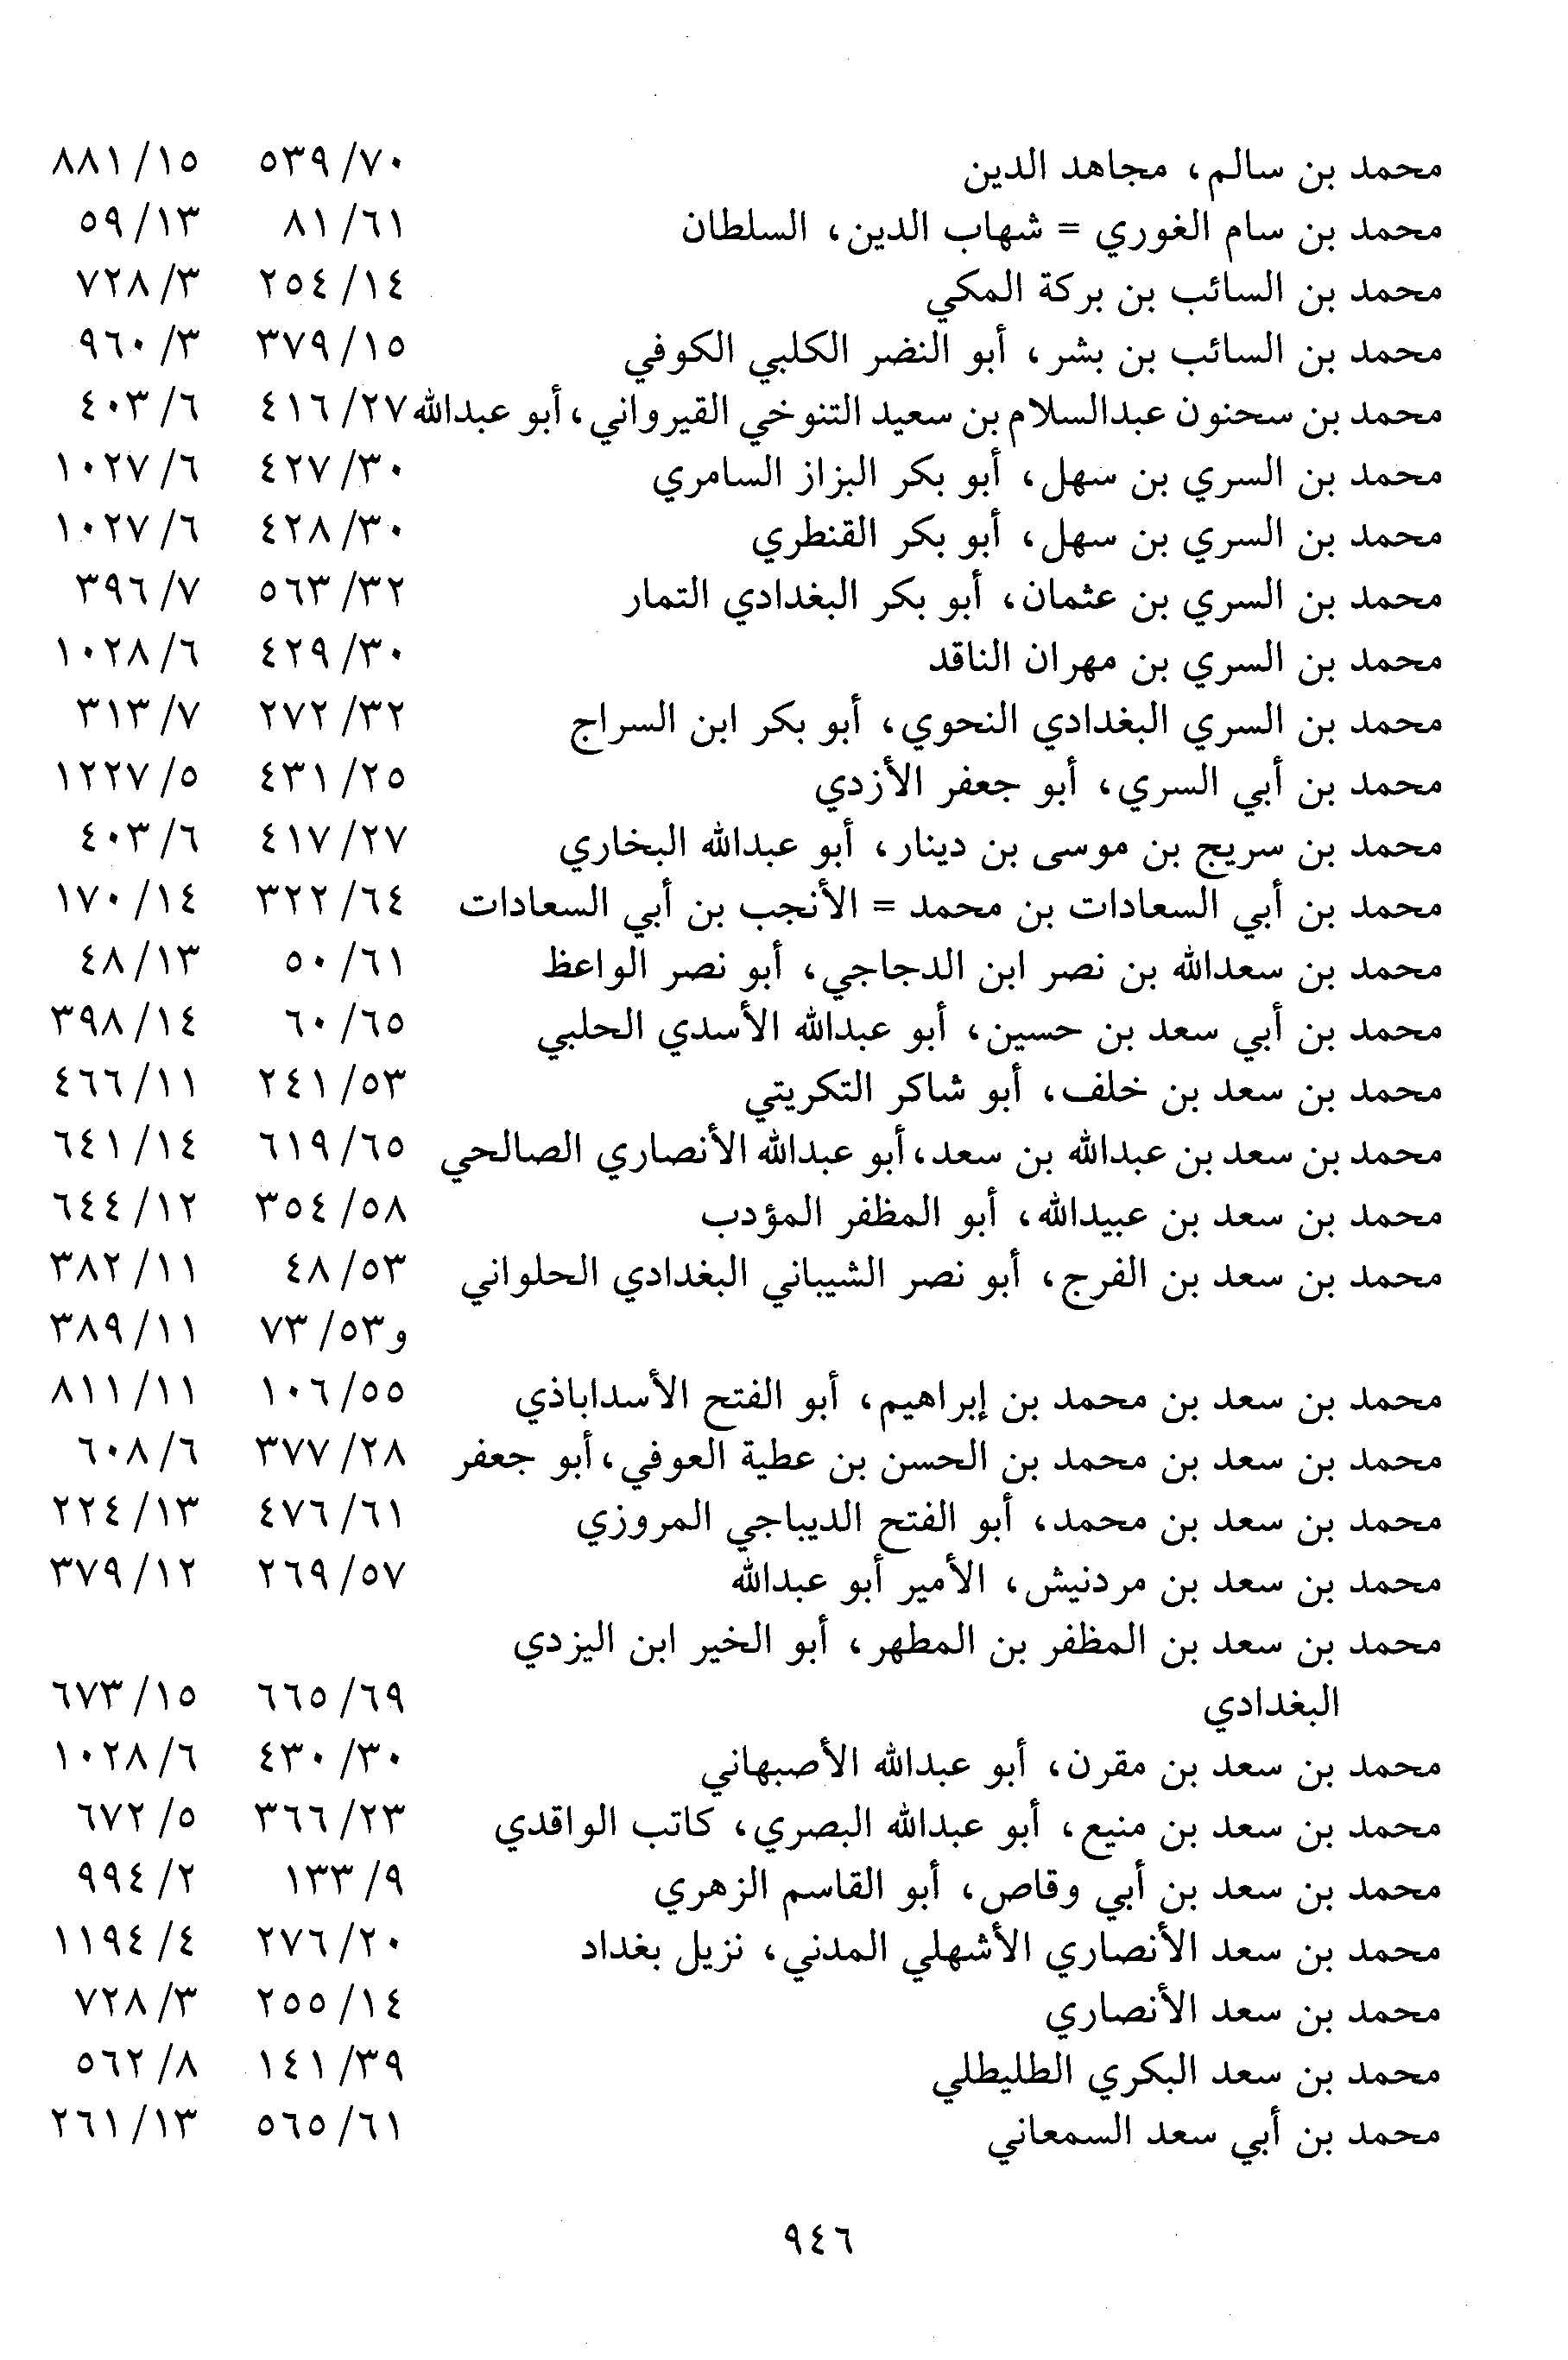 محمد بن سالم، مجاهد الدين ٧٠/ ٥٣٩ ١٥/ ٨٨١
محمد بن سام الغوري = شهاب الدين، السلطان ٦١/ ٨١ ١٣/ ٥٩
محمد بن السائب بن بركة المكي ١٤/ ٢٥٤ ٣/ ٧٢٨
محمد بن السائب بن بشر، أبو النضر الكلبي الكوفي ١٥/ ٣٧٩ ٣/ ٩٦٠
محمد بن سحنون عبدالسلام بن سعيد التنوخي القيرواني، أبو عبدالله ٢٧/ ٤١٦ ٦/ ٤٠٣
محمد بن السري بن سهل، أبو بكر البزاز السامري ٣٠/ ٤٢٧ ٦/ ١٠٢٧
محمد بن السري بن سهل، أبو بكر القنطري ٣٠/ ٤٢٨ ٦/ ١٠٢٧
محمد بن السري بن عثمان، أبو بكر البغدادي التمار ٣٢/ ٥٦٣ ٧/ ٣٩٦
محمد بن السري بن مهران الناقد ٣٠/ ٤٢٩ ٦/ ١٠٢٨
محمد بن السري البغدادي النحوي، أبو بكر ابن السراج ٣٢/ ٢٧٢ ٧/ ٣١٣
محمد بن أبي السري، أبو جعفر الأزدي ٢٥/ ٤٣١ ٥/ ١٢٢٧
محمد بن سريج بن موسى بن دينار، أبو عبدالله البخاري ٢٧/ ٤١٧ ٦/ ٤٠٣
محمد بن أبي السعادات بن محمد = الأنجب بن أبي السعادات ٦٤/ ٣٢٢ ١٤/ ١٧٠
محمد بن سعدالله بن نصر ابن الدجاجي، أبو نصر الواعظ ٦١/ ٥٠ ١٣/ ٤٨
محمد بن أبي سعد بن حسين، أبو عبدالله الأسدي الحلبي ٦٥/ ٦٠ ١٤/ ٣٩٨
محمد بن سعد بن خلف، أبو شاكر التكريتي ٥٣/ ٢٤١ ١١/ ٤٦٦
محمد بن سعد بن عبدالله بن سعد، أبو عبدالله الأنصاري الصالحي ٦٥/ ٦١٩ ١٤/ ٦٤١
محمد بن سعد بن عبيدالله، أبو المظفر المؤدب ٥٨/ ٣٥٤ ١٢/ ٦٤٤
محمد بن سعد بن الفرج، أبو نصر الشيباني البغدادي الحلواني ٥٣/ ٤٨ ١١/ ٣٨٢
و٥٣/ ٧٣ ١١/ ٣٨٩
محمد بن سعد بن محمد بن إبراهيم، أبو الفتح الأسداباذي ٥٥/ ١٠٦ ١١/ ٨١١
محمد بن سعد بن محمد بن الحسن بن عطية العوفي، أبو جعفر ٢٨/ ٣٧٧ ٦/ ٦٠٨
محمد بن سعد بن محمد، أبو الفتح الديباجي المروزي ٦١/ ٤٧٦ ١٣/ ٢٢٤
محمد بن سعد بن مردنيش، الأمير أبو عبدالله ٥٧/ ٢٦٩ ١٢/ ٣٧٩
محمد بن سعد بن المظفر بن المطهر، أبو الخير ابن اليزدي
البغدادي ٦٩/ ٦٦٥ ١٥/ ٦٧٣
محمد بن سعد بن مقرن، أبو عبدالله الأصبهاني ٣٠/ ٤٣٠ ٦/ ١٠٢٨
محمد بن سعد بن منيع، أبو عبدالله البصري، كاتب الواقدي ٢٣/ ٣٦٦ ٥/ ٦٧٢
محمد بن سعد بن أبي وقاص، أبو القاسم الزهري ٩/ ١٣٣ ٢/ ٩٩٤
محمد بن سعد الأنصاري الأشهلي المدني، نزيل بغداد ٢٠/ ٢٧٦ ٤/ ١١٩٤
محمد بن سعد الأنصاري ١٤/ ٢٥٥ ٣/ ٧٢٨
محمد بن سعد البكري الطليطلي ٣٩/ ١٤١ ٨/ ٥٦٢
محمد بن أبي سعد السمعاني ٦١/ ٥٦٥ ١٣/ ٢٦١
٩٤٦